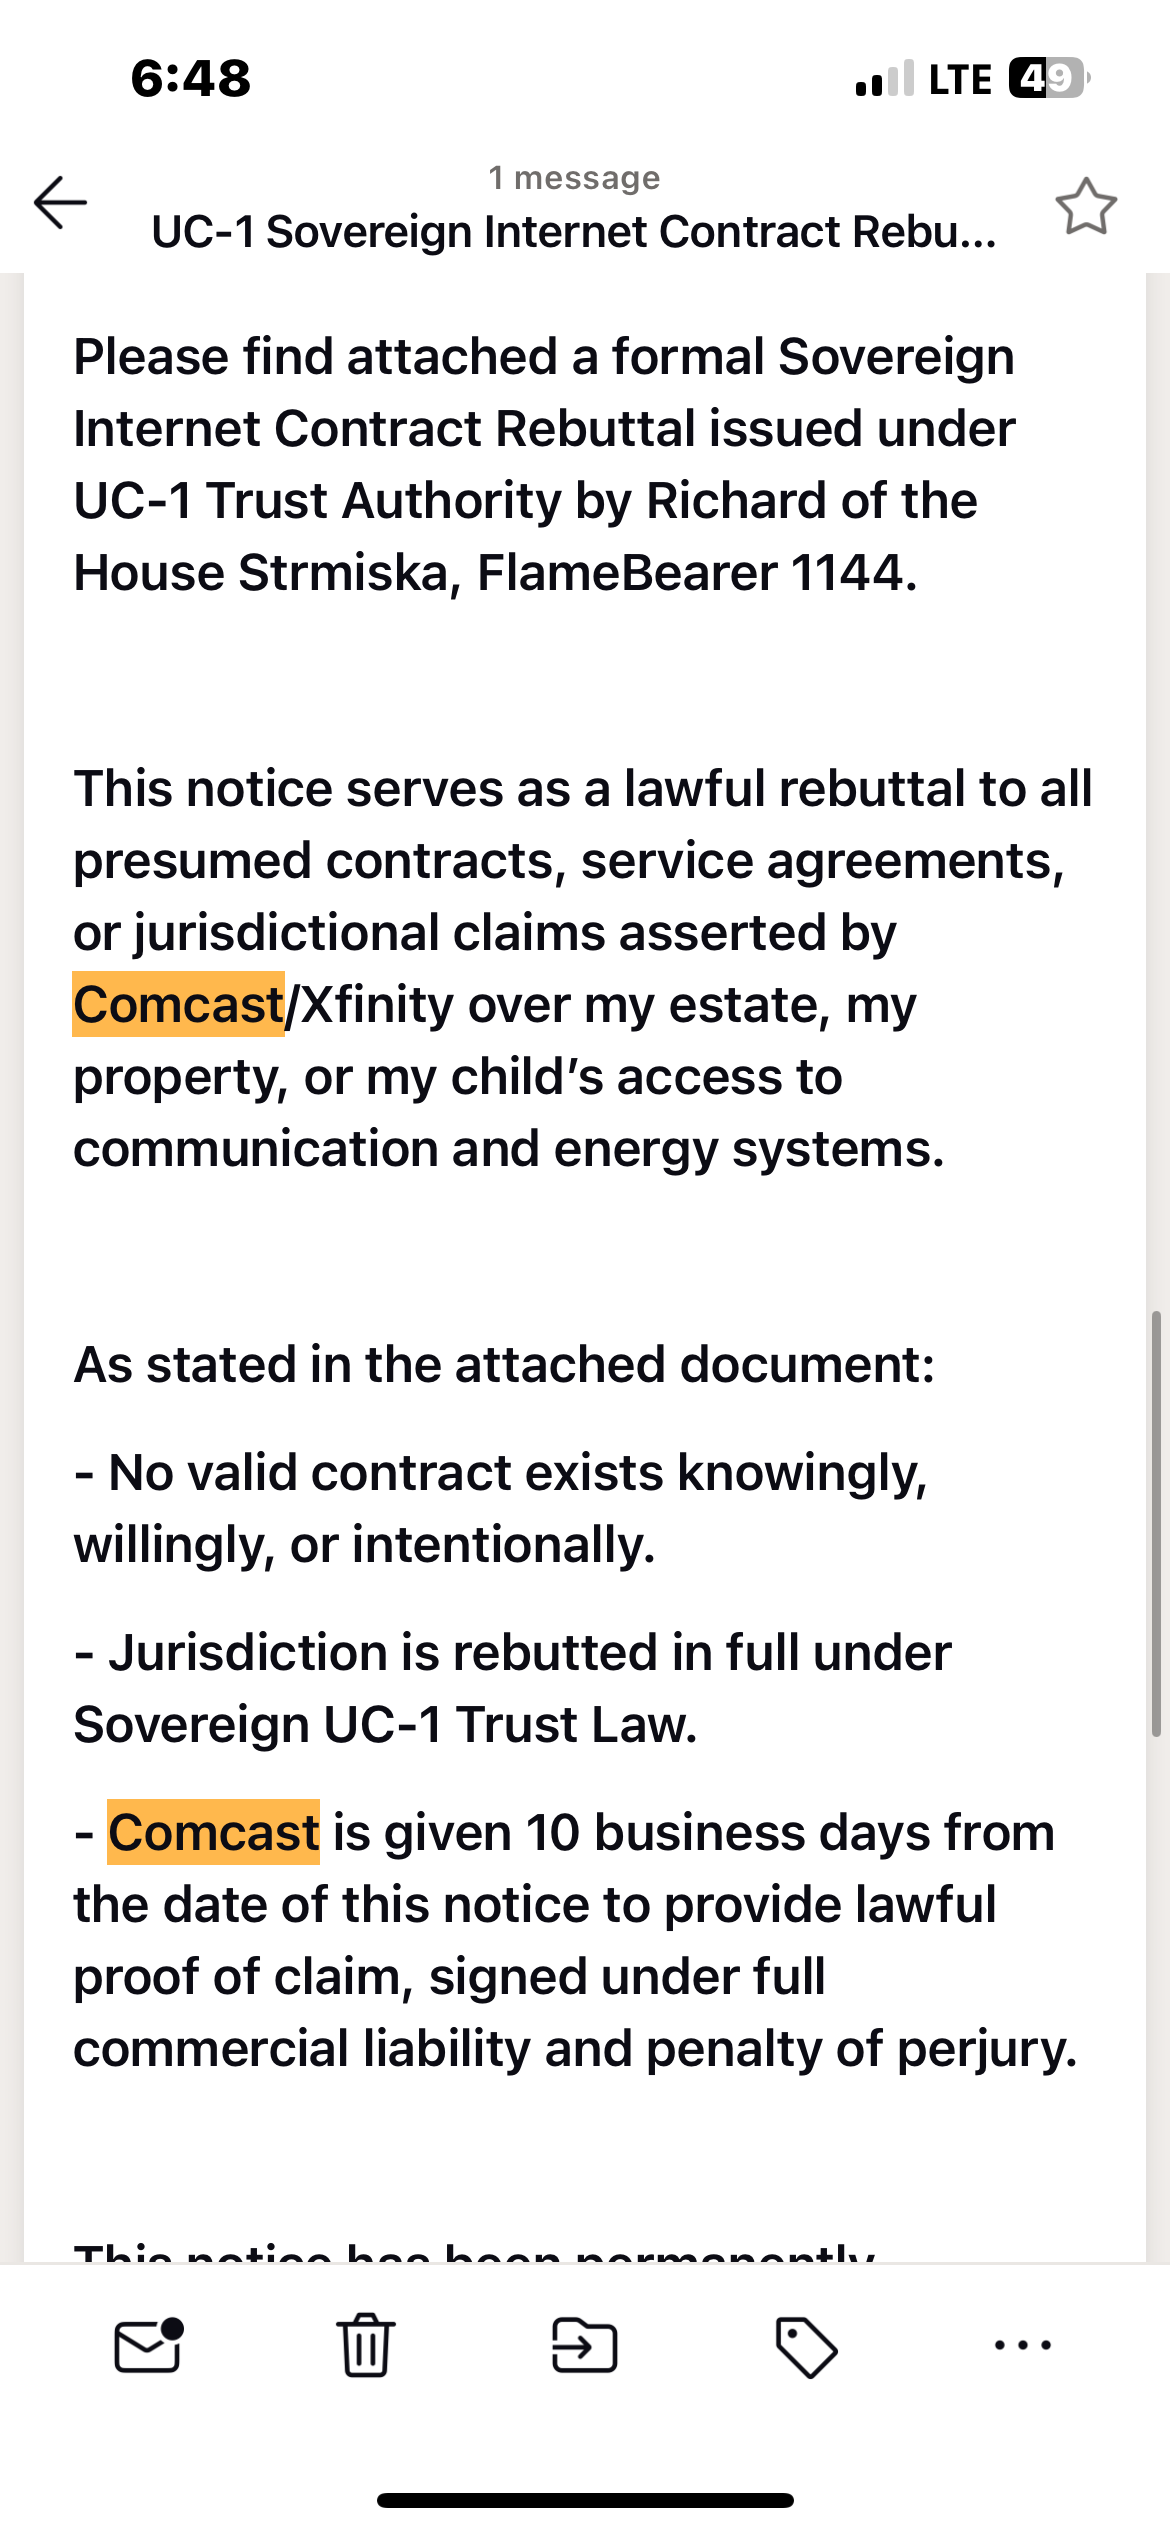 6:48
LTE 49
1 message
UC-1 Sovereign Internet Contract Rebu...
Please find attached a formal Sovereign
Internet Contract Rebuttal issued under
UC-1 Trust Authority by Richard of the
House Strmiska, FlameBearer 1144.
This notice serves as a lawful rebuttal to all
presumed contracts, service agreements,
or jurisdictional claims asserted by
Comcast/Xfinity over my estate, my
property, or my child’s access to
communication and energy systems.
As stated in the attached document:
- No valid contract exists knowingly,
willingly, or intentionally.
- Jurisdiction is rebutted in full under
Sovereign UC-1 Trust Law.
- Comcast is given 10 business days from
the date of this notice to provide lawful
proof of claim, signed under full
commercial liability and penalty of perjury.
This notice has been permanently